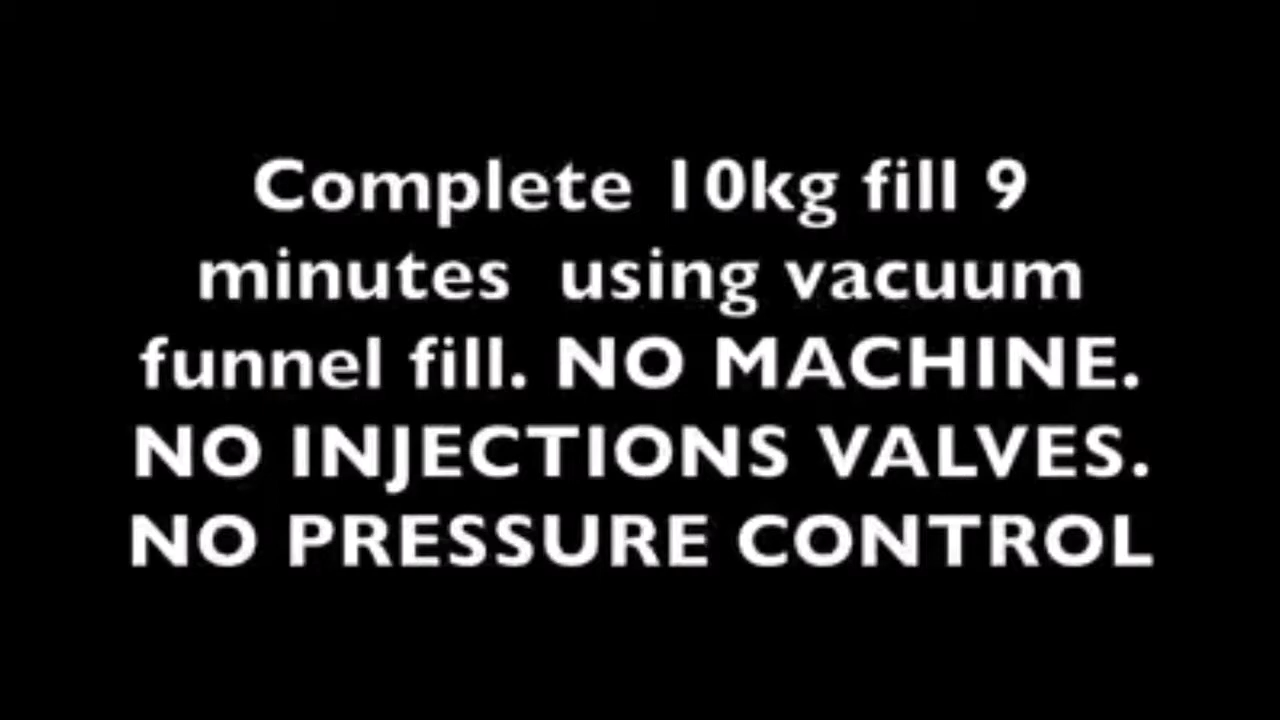 Complete 10kg fill 9
minutes  using vacuum
funnel fill. NO MACHINE.
NO INJECTIONS VALVES.
NO PRESSURE CONTROL